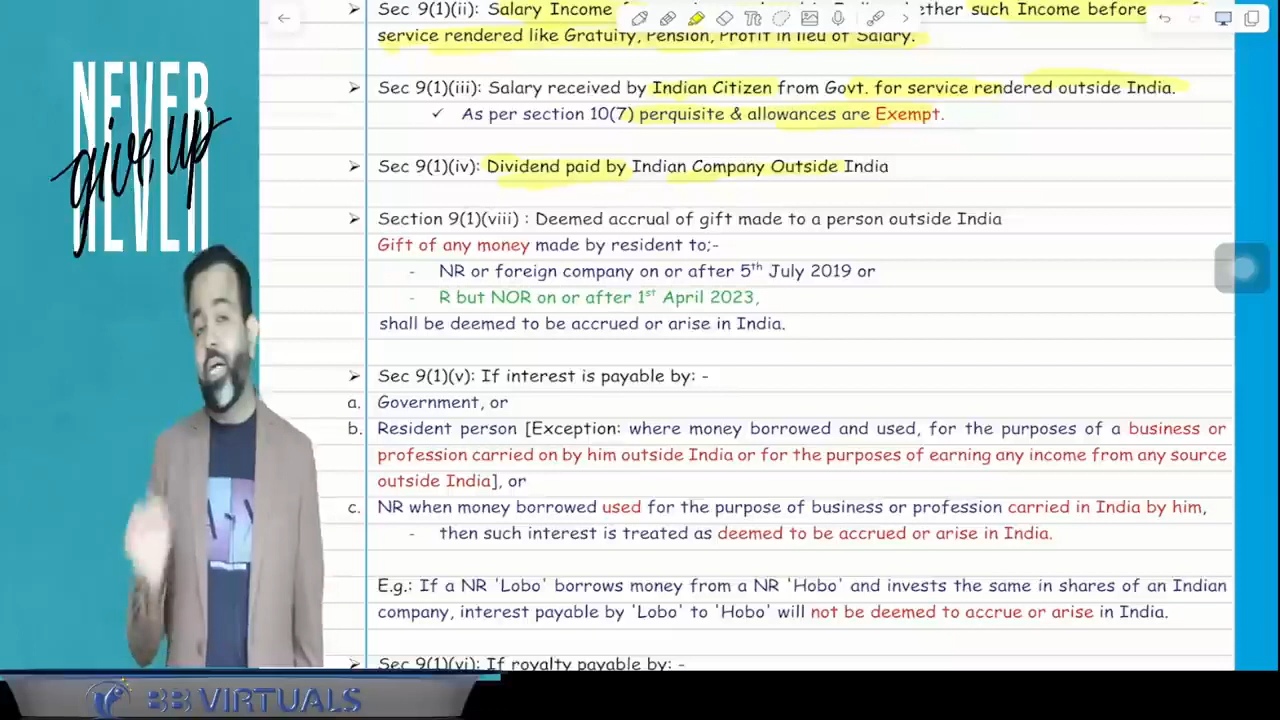 NEVER
give up
NEVER
Sec 9(1)(ii): Salary Income such Income before
service rendered like Gratuity, Pension, Profit in lieu of Salary.
Sec 9(1)(iii): Salary received by Indian Citizen from Govt. for service rendered outside India.
✓ As per section 10(7) perquisite & allowances are Exempt.
Sec 9(1)(iv): Dividend paid by Indian Company Outside India
Section 9(1)(viii) : Deemed accrual of gift made to a person outside India
Gift of any money made by resident to;-
- NR or foreign company on or after 5th July 2019 or
- R but NOR on or after 1st April 2023,
shall be deemed to be accrued or arise in India.
Sec 9(1)(v): If interest is payable by: -
a. Government, or
b. Resident person [Exception: where money borrowed and used, for the purposes of a business or
profession carried on by him outside India or for the purposes of earning any income from any source
outside India], or
c. NR when money borrowed used for the purpose of business or profession carried in India by him,
- then such interest is treated as deemed to be accrued or arise in India.
E.g.: If a NR 'Lobo' borrows money from a NR 'Hobo' and invests the same in shares of an Indian
company, interest payable by 'Lobo' to 'Hobo' will not be deemed to accrue or arise in India.
Sec 9(1)(vi): If royalty payable by: -
BB VIRTUALS